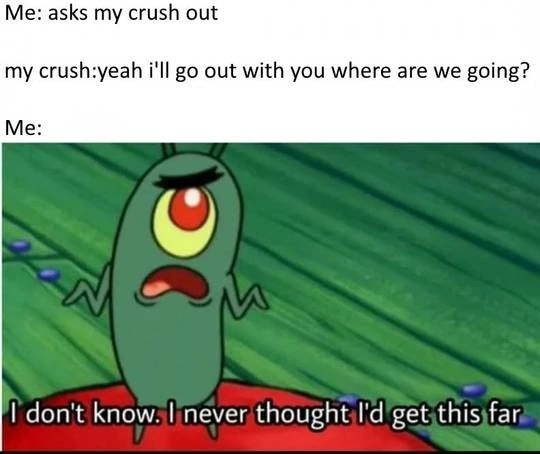 Me: asks my crush out
my crush:yeah i'll go out with you where are we going?
Me:
I don't know. I never thought I'd get this far